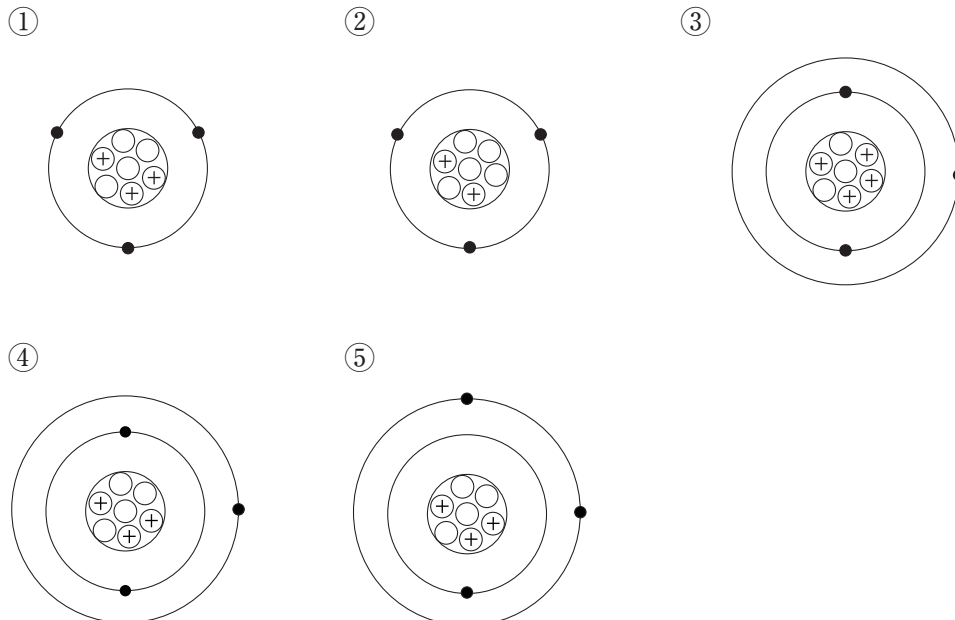 ① ② ③
④ ⑤